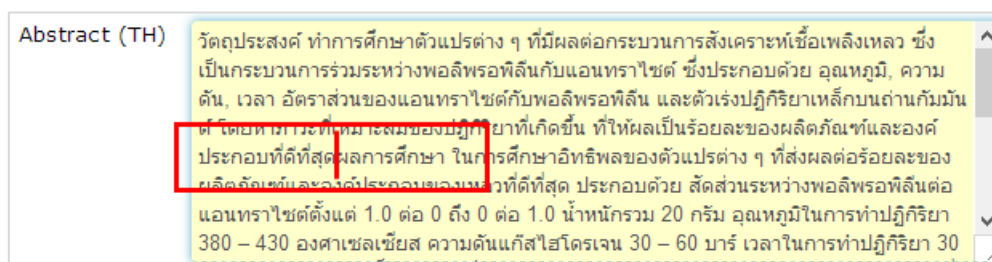 Abstract (TH)
วัตถุประสงค์ ทำการศึกษาตัวแปรต่าง ๆ ที่มีผลต่อกระบวนการสังเคราะห์เชื้อเพลิงเหลว ซึ่ง
เป็นกระบวนการร่วมระหว่างพอลิพรอพิลีนกับแอนทราไซต์ ซึ่งประกอบด้วย อุณหภูมิ, ความ
ดัน, เวลา อัตราส่วนของแอนทราไซต์กับพอลิพรอพิลีน และตัวเร่งปฏิกิริยาเหล็กบนถ่านกัมมัน
ต์ โดยหาภาวะที่เหมาะสมของปฏิกิริยาที่เกิดขึ้น ที่ให้ผลเป็นร้อยละของผลิตภัณฑ์และองค์
ประกอบที่ดีที่สุดผลการศึกษา ในการศึกษาอิทธิพลของตัวแปรต่าง ๆ ที่ส่งผลต่อร้อยละของ
ผลิตภัณฑ์และองค์ประกอบของเหลวที่ดีที่สุด ประกอบด้วย สัดส่วนระหว่างพอลิพรอพิลีนต่อ
แอนทราไซต์ตั้งแต่ 1.0 ต่อ 0 ถึง 0 ต่อ 1.0 น้ำหนักรวม 20 กรัม อุณหภูมิในการทำปฏิกิริยา
380 – 430 องศาเซลเซียส ความดันแก๊สไฮโดรเจน 30 – 60 บาร์ เวลาในการทำปฏิกิริยา 30